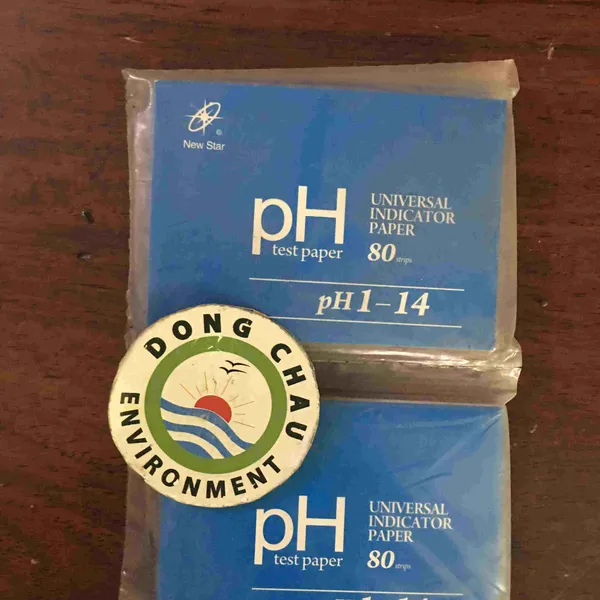 New Star
pH
test paper
UNIVERSAL
INDICATOR
PAPER
80 strips
pH 1-14
DONG CHAU
ENVIRONMENT
pH
test paper
UNIVERSAL
INDICATOR
PAPER
80 strips